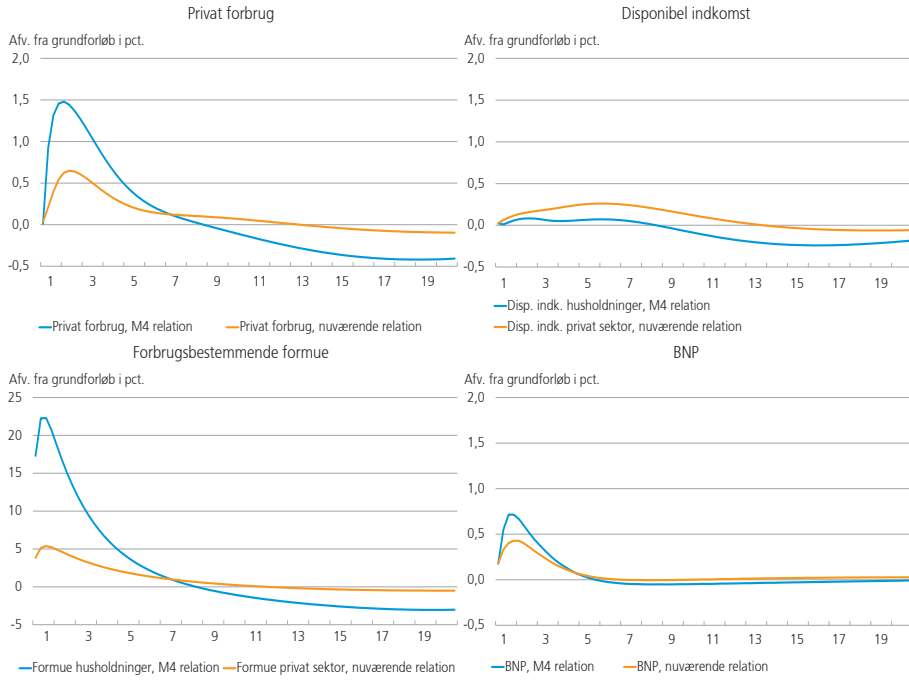 Privat forbrug
Afv. fra grundforløb i pct.
2,0
1,5
1,0
0,5
0,0
-0,5
1 3 5 7 9 11 13 15 17 19
Privat forbrug, M4 relation
Privat forbrug, nuværende relation
Disponibel indkomst
Afv. fra grundforløb i pct.
2,0
1,5
1,0
0,5
0,0
-0,5
1 3 5 7 9 11 13 15 17 19
Disp. indk. husholdninger, M4 relation
Disp. indk. privat sektor, nuværende relation
Forbrugsbestemmende formue
Afv. fra grundforløb i pct.
25
20
15
10
5
0
-5
1 3 5 7 9 11 13 15 17 19
Formue husholdninger, M4 relation
Formue privat sektor, nuværende relation
BNP
Afv. fra grundforløb i pct.
2,0
1,5
1,0
0,5
0,0
-0,5
1 3 5 7 9 11 13 15 17 19
BNP, M4 relation
BNP, nuværende relation